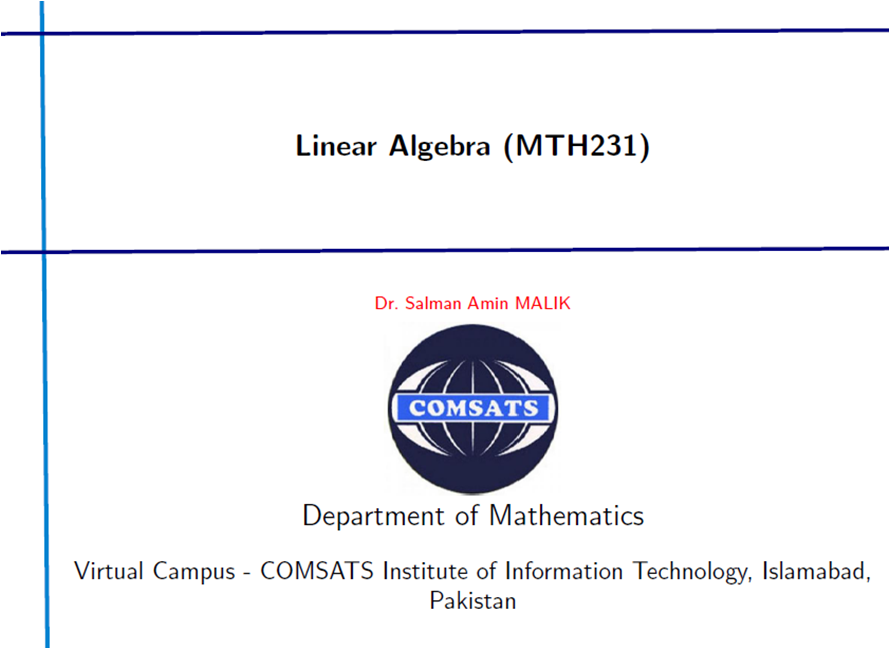 Linear Algebra (MTH231)
Dr. Salman Amin MALIK
COMSATS
Department of Mathematics
Virtual Campus - COMSATS Institute of Information Technology, Islamabad,
Pakistan